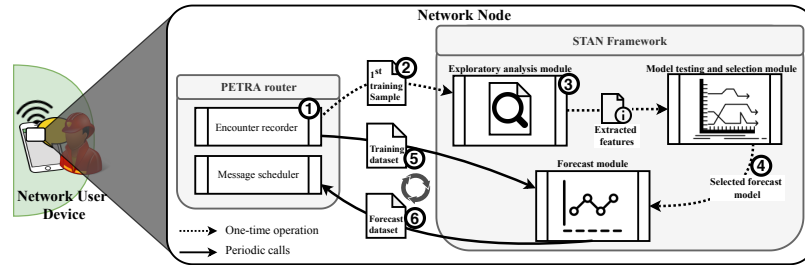 Network Node
STAN Framework
PETRA router
Encounter recorder
Message scheduler
1
1st
training
Sample
2
Exploratory analysis module
3
Extracted
features
Model testing and selection module
4
Selected forecast
model
Training
dataset
5
Forecast module
Forecast
dataset
6
Network User
Device
One-time operation
Periodic calls